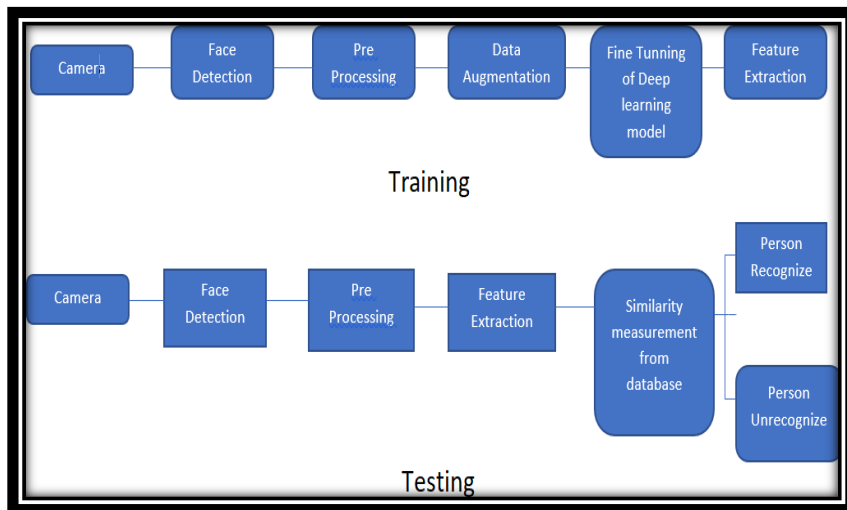 Camera
Face
Detection
Pre
Processing
Data
Augmentation
Fine Tunning
of Deep
learning
model
Feature
Extraction
Training
Camera
Face
Detection
Pre
Processing
Feature
Extraction
Similarity
measurement
from
database
Person
Recognize
Person
Unrecognize
Testing